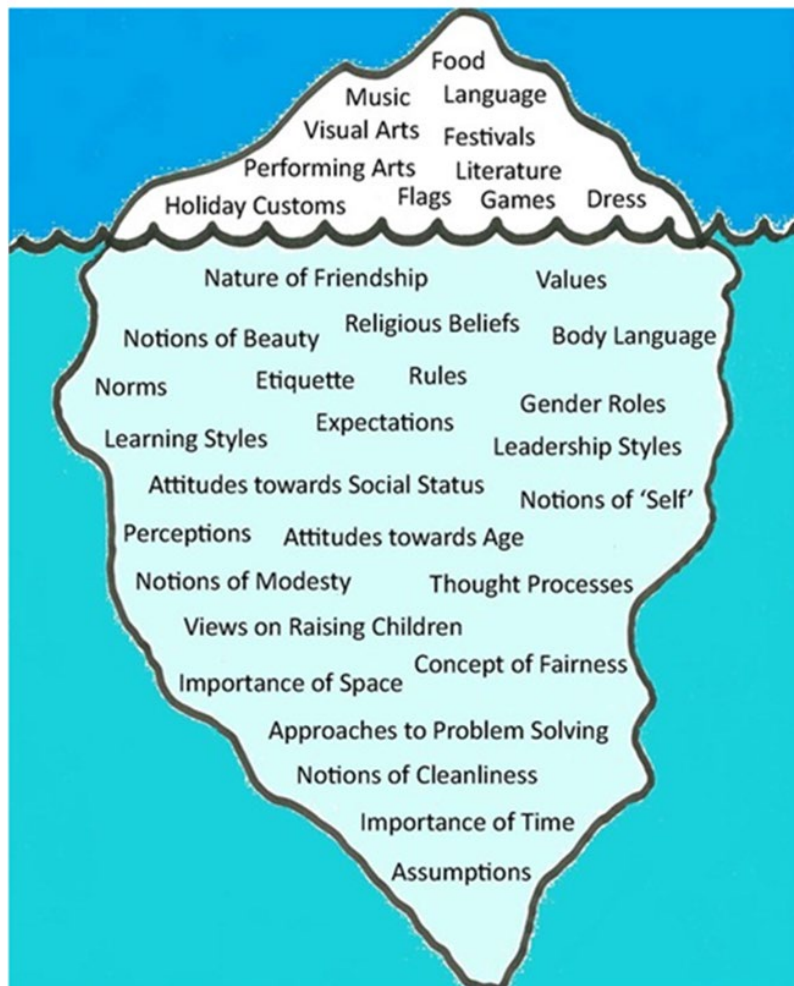 Food
Music Language
Visual Arts Festivals
Performing Arts Literature
Holiday Customs Flags Games Dress
Nature of Friendship Values
Notions of Beauty Religious Beliefs Body Language
Norms Etiquette Rules
Gender Roles
Learning Styles Expectations
Leadership Styles
Attitudes towards Social Status Notions of ‘Self’
Perceptions Attitudes towards Age
Notions of Modesty Thought Processes
Views on Raising Children
Importance of Space Concept of Fairness
Approaches to Problem Solving
Notions of Cleanliness
Importance of Time
Assumptions